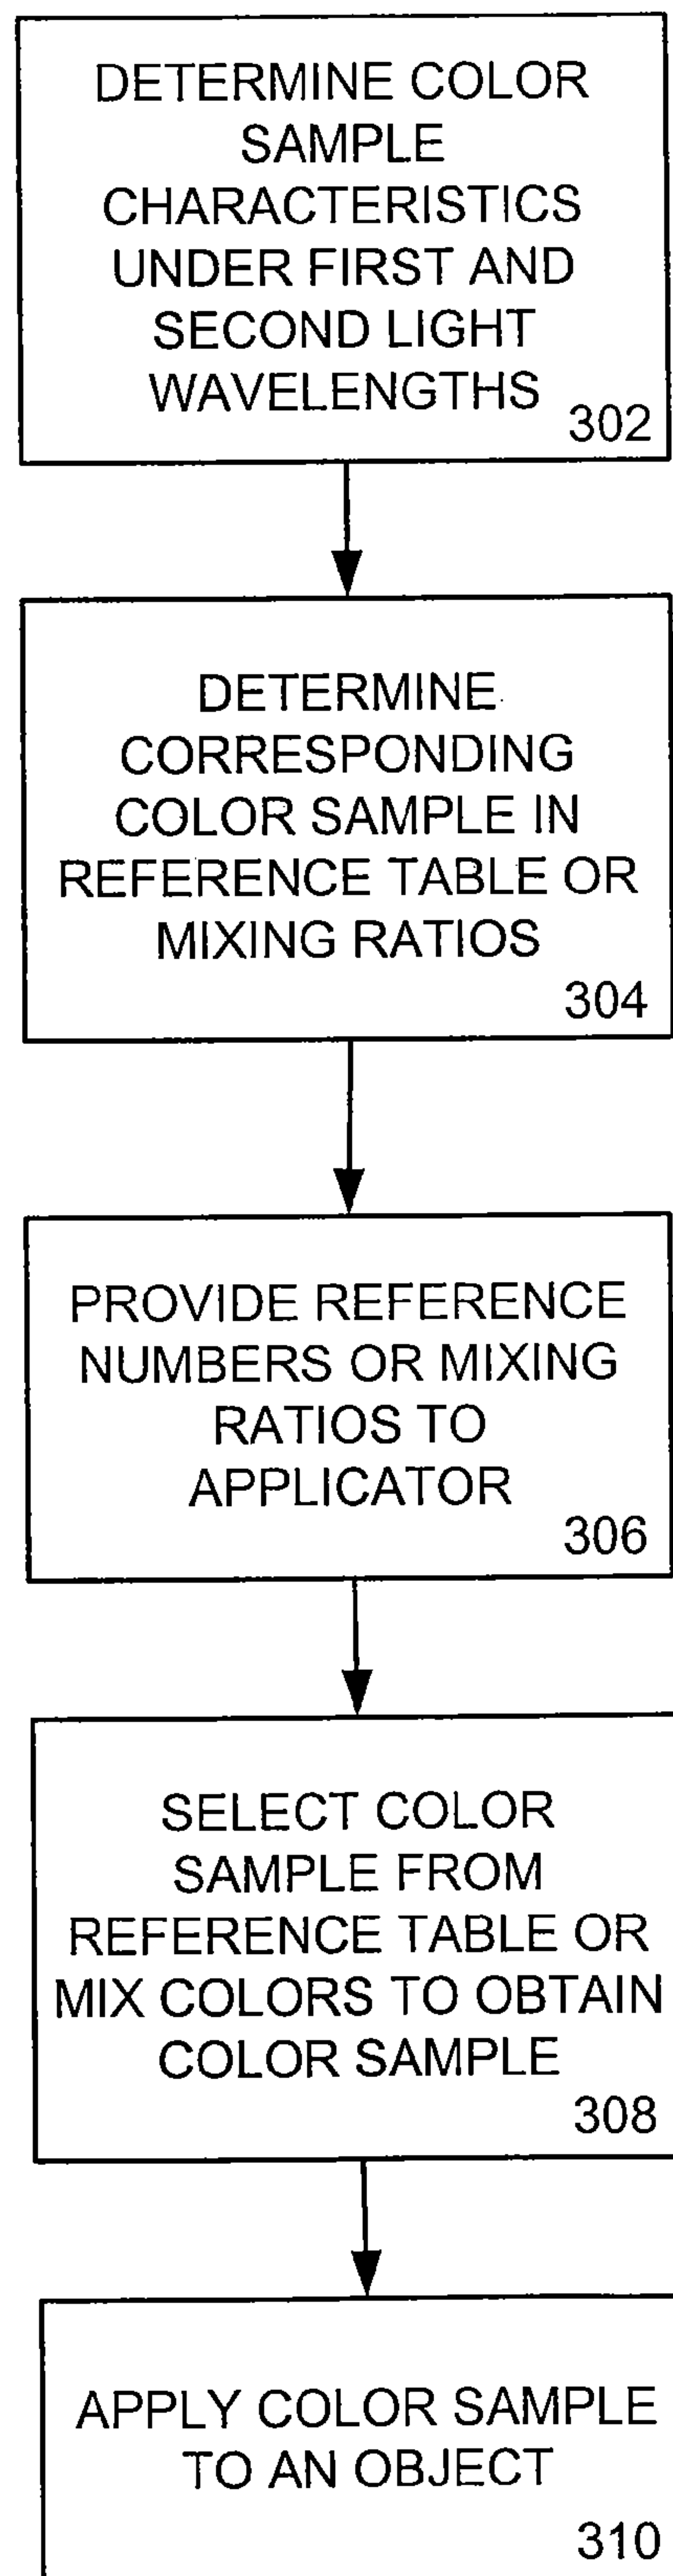 DETERMINE COLOR
SAMPLE
CHARACTERISTICS
UNDER FIRST AND
SECOND LIGHT
WAVELENGTHS
302
DETERMINE
CORRESPONDING
COLOR SAMPLE IN
REFERENCE TABLE OR
MIXING RATIOS
304
PROVIDE REFERENCE
NUMBERS OR MIXING
RATIOS TO
APPLICATOR
306
SELECT COLOR
SAMPLE FROM
REFERENCE TABLE OR
MIX COLORS TO OBTAIN
COLOR SAMPLE
308
APPLY COLOR SAMPLE
TO AN OBJECT
310